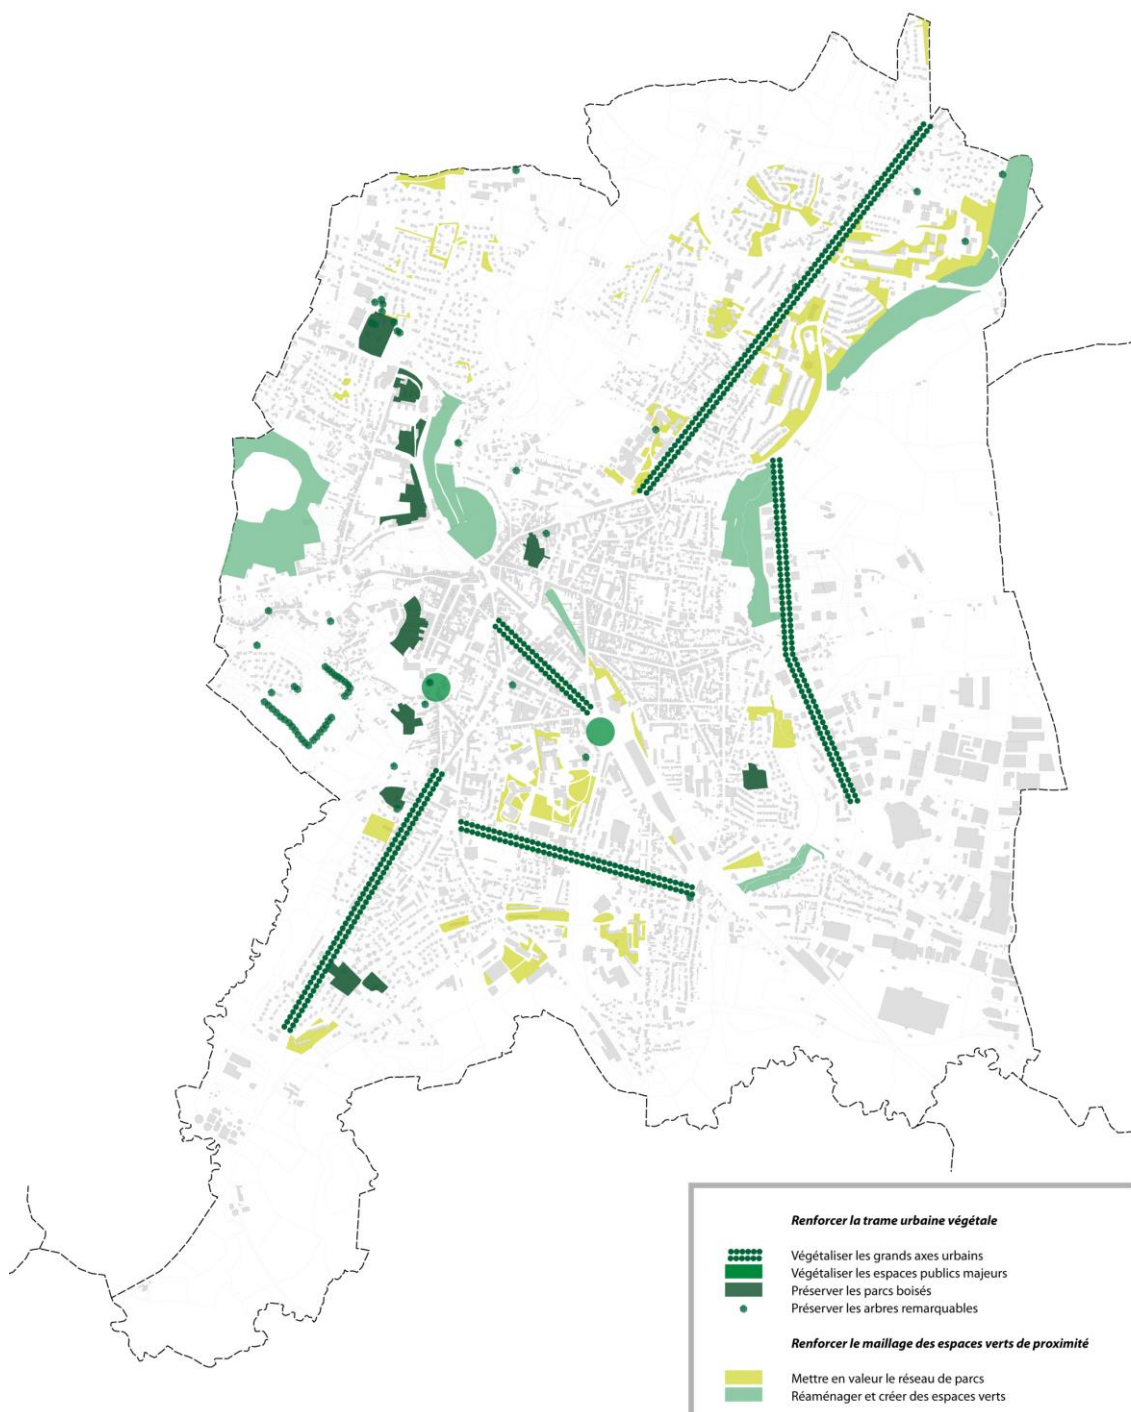 Renforcer la trame urbaine végétale
Végétaliser les grands axes urbains
Végétaliser les espaces publics majeurs
Préserver les parcs boisés
Préserver les arbres remarquables
Renforcer le maillage des espaces verts de proximité
Mettre en valeur le réseau de parcs
Réaménager et créer des espaces verts